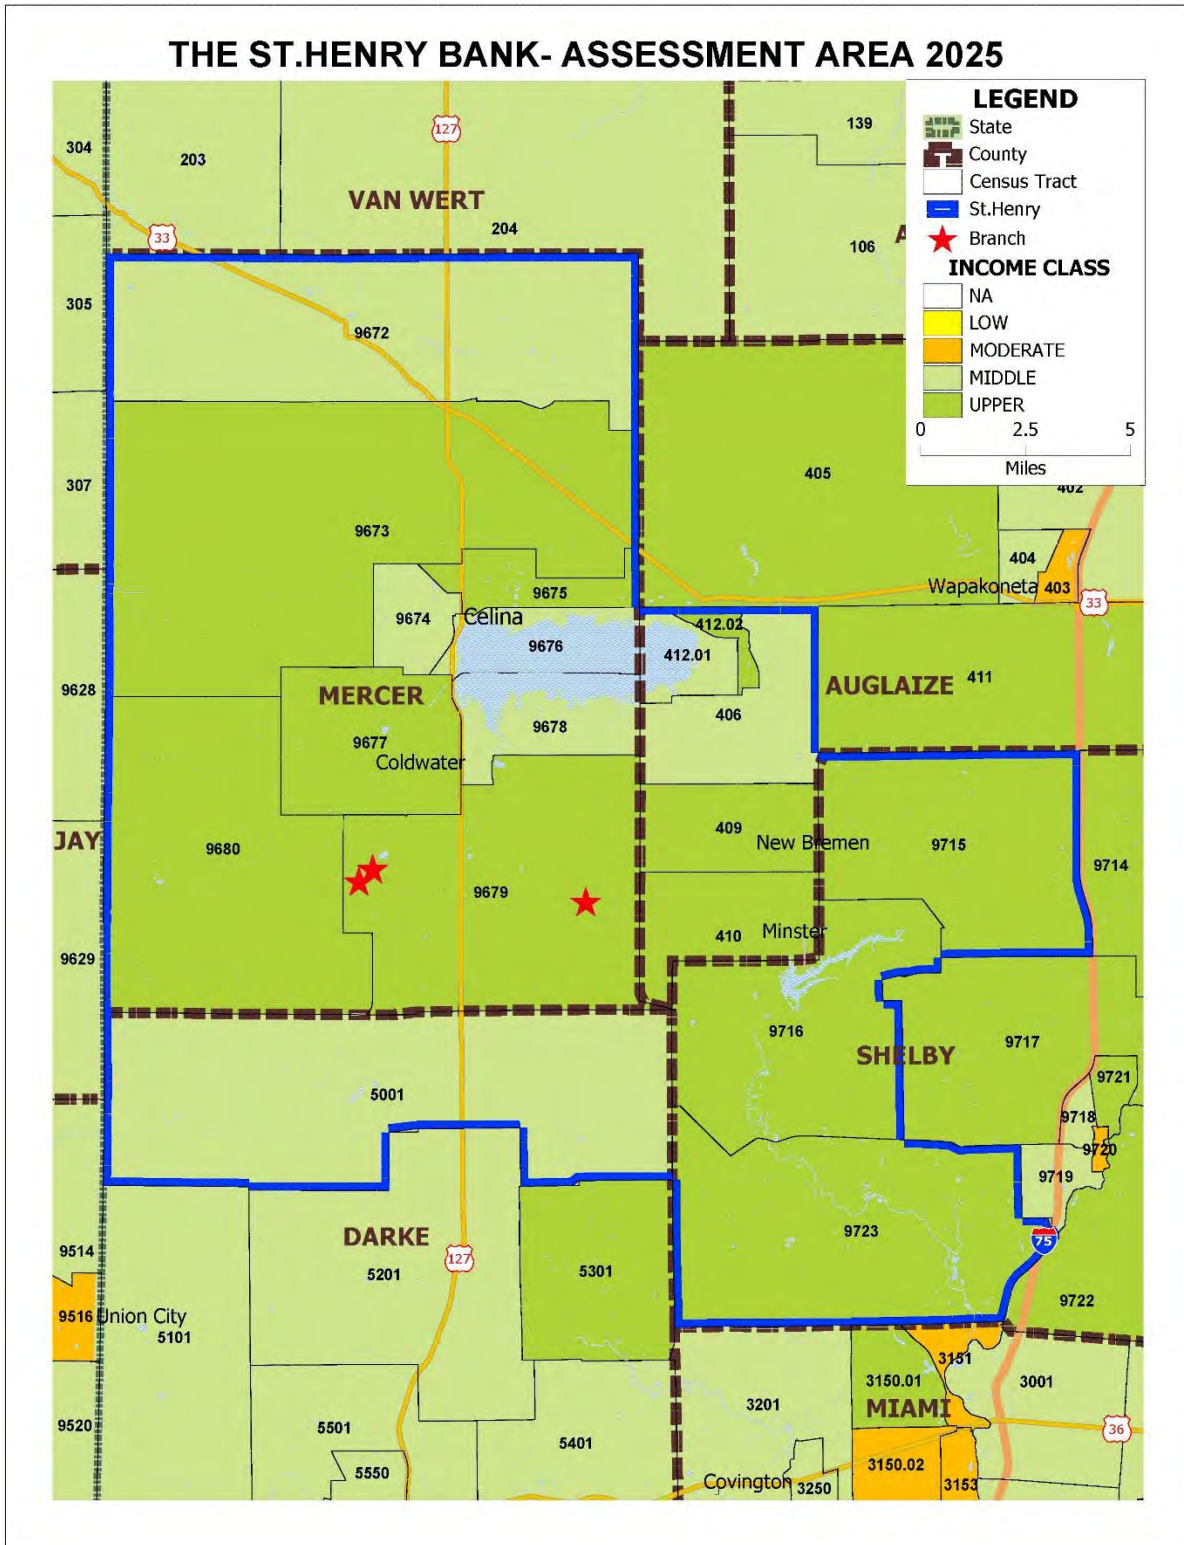 THE ST.HENRY BANK- ASSESSMENT AREA 2025
LEGEND
State
County
T
Census Tract
St.Henry
Branch
INCOME CLASS
NA
LOW
MODERATE
MIDDLE
UPPER
0 2.5 5
Miles
139
127
304
203
VAN WERT
204
33
106
A
305
9672
405
307
402
9673
404
Wapakoneta
403
33
9675
9674
Celina
412.02
9676
412.01
411
9628
MERCER
AUGLAIZE
406
9678
9677
Coldwater
409
New Bremen
9715
JAY
9680
9714
9679
410
Minster
9629
9716
9717
SHELBY
9721
5001
9718
9720
9719
9723
75
DARKE
127
9514
5201
5301
9722
9516
Union City
5101
3151
3150.01
3001
3201
MIAMI
9520
5501
5401
36
3150.02
5550
Covington
3250
3153